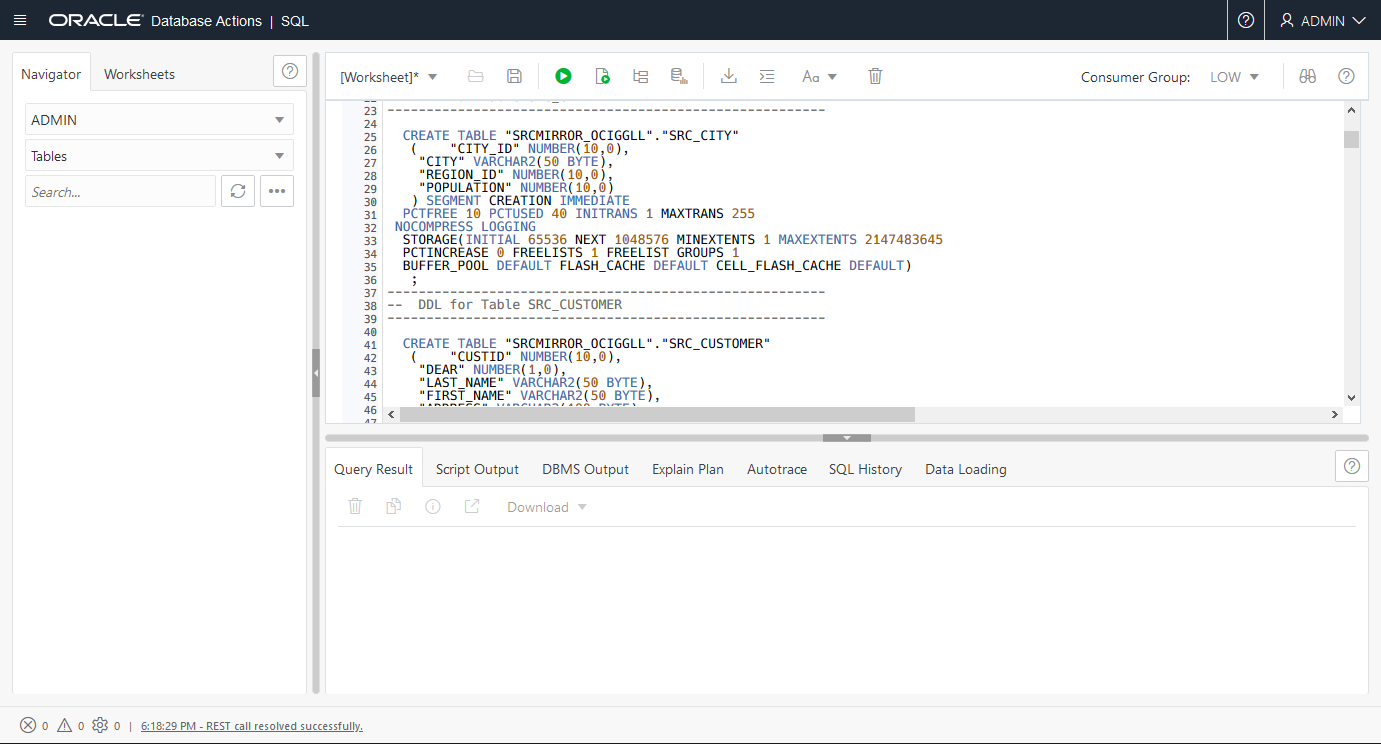 ORACLE Database Actions | SQL
ADMIN
Navigator
Worksheets
[Worksheet]*
Aa
Consumer Group:
LOW
ADMIN
Tables
Search...
23 --------------------------------------------------------
24
25 CREATE TABLE "SRCMIRROR_OCIGGLL"."SRC_CITY"
26 ( "CITY_ID" NUMBER(10,0),
27 "CITY" VARCHAR2(50 BYTE),
28 "REGION_ID" NUMBER(10,0),
29 "POPULATION" NUMBER(10,0)
30 ) SEGMENT CREATION IMMEDIATE
31 PCTFREE 10 PCTUSED 40 INITRANS 1 MAXTRANS 255
32 NOCOMPRESS LOGGING
33 STORAGE(INITIAL 65536 NEXT 1048576 MINEXTENTS 1 MAXEXTENTS 2147483645
34 PCTINCREASE 0 FREELISTS 1 FREELIST GROUPS 1
35 BUFFER_POOL DEFAULT FLASH_CACHE DEFAULT CELL_FLASH_CACHE DEFAULT)
36 ;
37 --------------------------------------------------------
38 -- DDL for Table SRC_CUSTOMER
39 --------------------------------------------------------
40
41 CREATE TABLE "SRCMIRROR_OCIGGLL"."SRC_CUSTOMER"
42 ( "CUSTID" NUMBER(10,0),
43 "DEAR" NUMBER(1,0),
44 "LAST_NAME" VARCHAR2(50 BYTE),
45 "FIRST_NAME" VARCHAR2(50 BYTE),
46 "ADDRESS" VARCHAR2(100 BYTE)
47
Query Result
Script Output
DBMS Output
Explain Plan
Autotrace
SQL History
Data Loading
Download
0 0 0 | 6:18:29 PM - REST call resolved successfully.